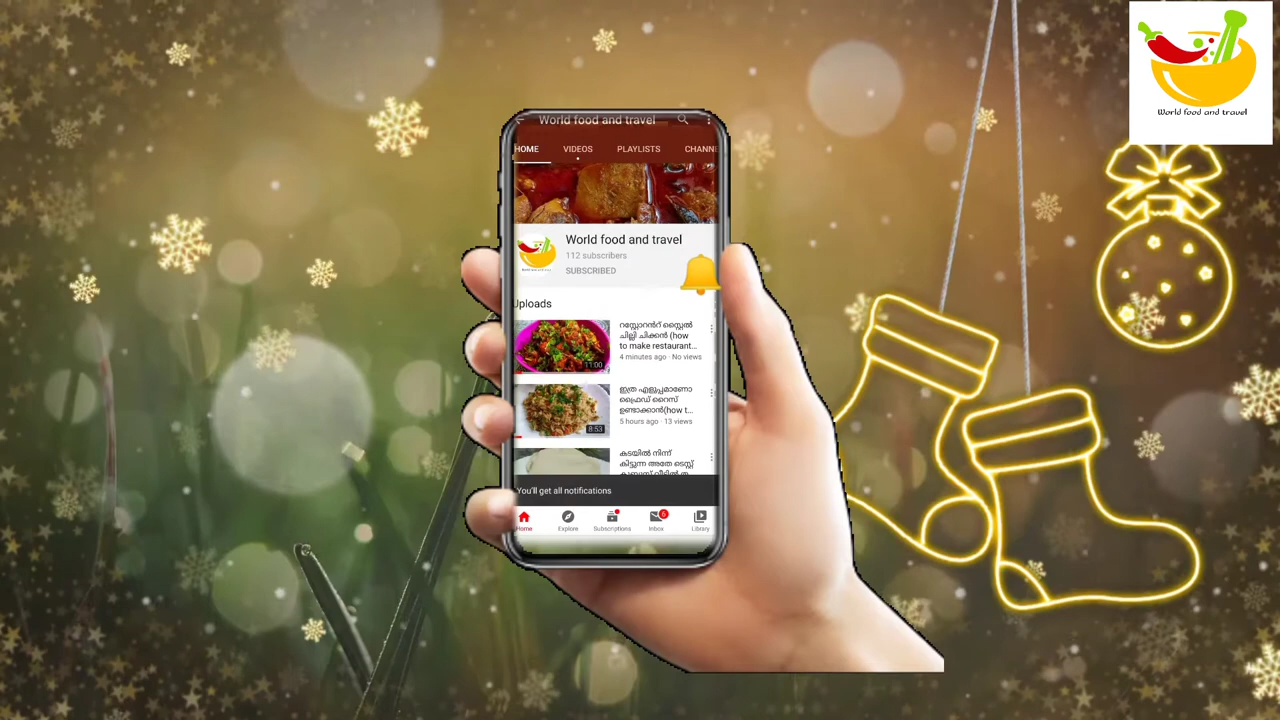 World food and travel
World food and travel
HOME VIDEOS PLAYLISTS CHANNE
World food and travel
112 subscribers
SUBSCRIBED
Uploads
റസ്റ്റോറൻറ് സ്റ്റൈൽ
ചില്ലി ചിക്കൻ (how
to make restaurant...
4 minutes ago · No views
11:00
ഇത്ര എളുപ്പമാണോ
ഫ്രൈഡ് റൈസ്
ഉണ്ടാക്കാൻ(how t...
5 hours ago · 13 views
8:53
കടയിൽ നിന്ന്
കിട്ടുന്ന അതേ ടെസ്റ്റ്
You'll get all notifications
6
Home Explore Subscriptions Inbox Library